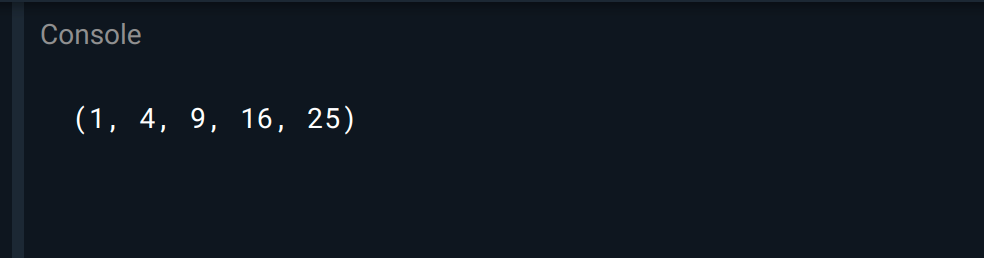 Console
(1, 4, 9, 16, 25)